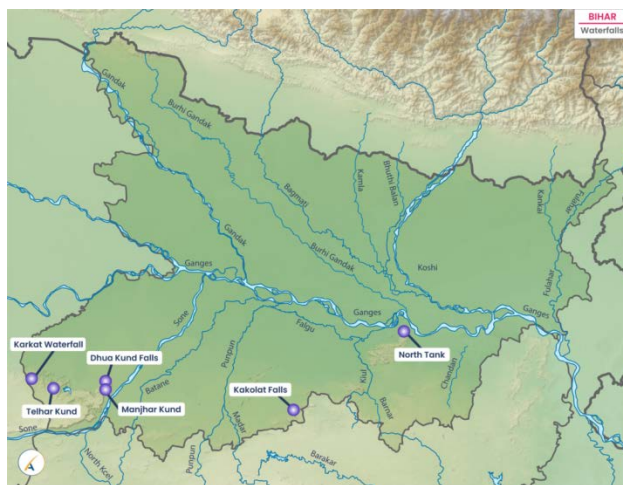 BIHAR
Waterfalls
Gandak
Burhi Gandak
Bagmati
Kamla
Bhuthi Balan
Kankai
Mahananda
Gandak
Burhi Gandak
Koshi
Fulahar
Ganges
Ganges
Ganges
Sone
Falgu
Punpun
North Tank
Karkat Waterfall
Dhua Kund Falls
Batane
Kiul
Chandan
Kakolat Falls
Telhar Kund
Manjhar Kund
Barnar
Sone
North Koel
Madar
Punpun
Barakar